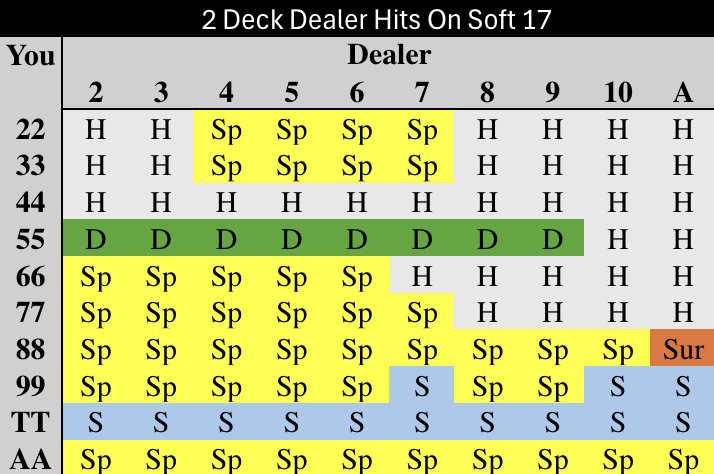 2 Deck Dealer Hits On Soft 17
You Dealer
2 3 4 5 6 7 8 9 10 A
22 H H Sp Sp Sp Sp H H H H
33 H H Sp Sp Sp Sp H H H H
44 H H H H H H H H H H
55 D D D D D D D D H H
66 Sp Sp Sp Sp Sp H H H H H
77 Sp Sp Sp Sp Sp Sp H H H H
88 Sp Sp Sp Sp Sp Sp Sp Sp Sp Sur
99 Sp Sp Sp Sp Sp S Sp Sp S S
TT S S S S S S S S S S
AA Sp Sp Sp Sp Sp Sp Sp Sp Sp Sp